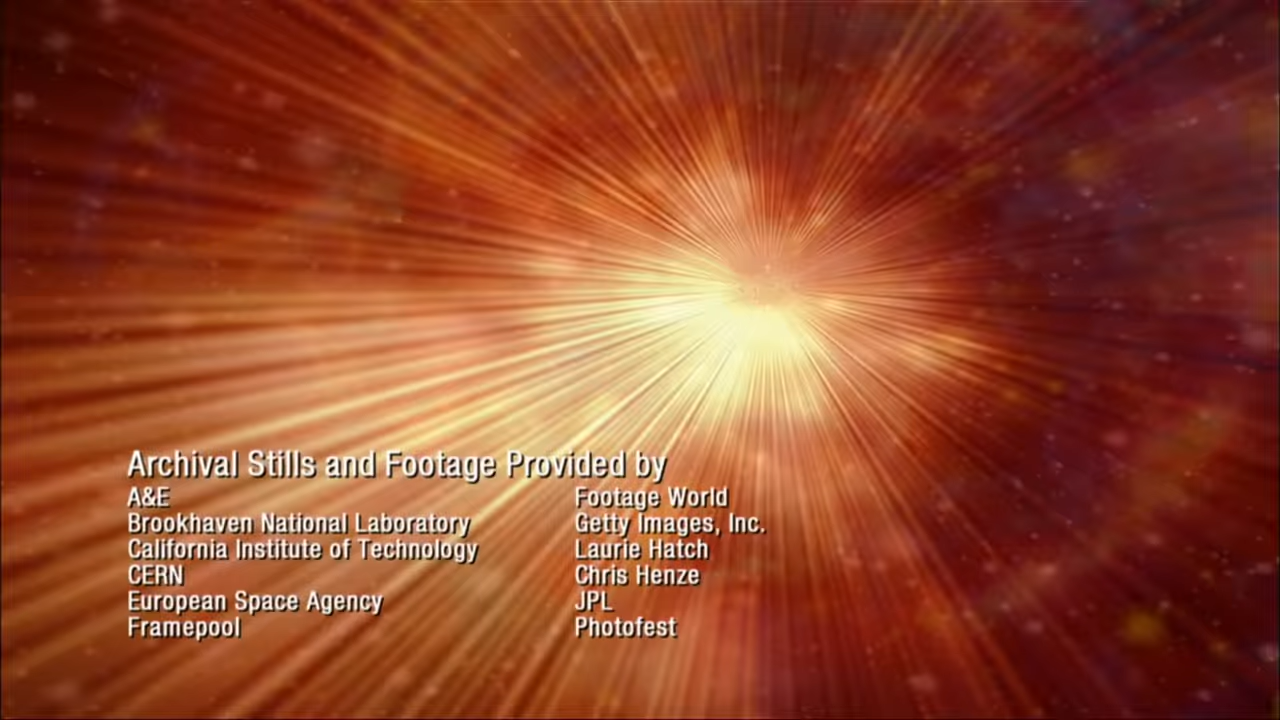 Archival Stills and Footage Provided by
A&E
Brookhaven National Laboratory
California Institute of Technology
CERN
European Space Agency
Framepool
Footage World
Getty Images, Inc.
Laurie Hatch
Chris Henze
JPL
Photofest